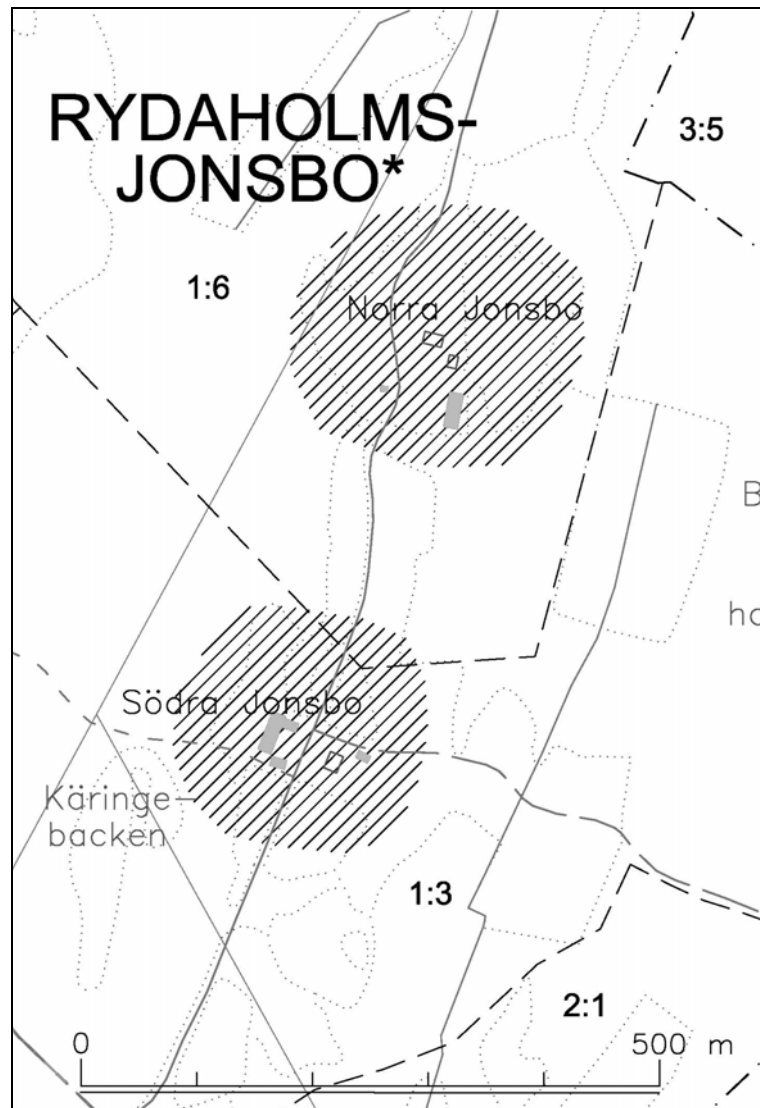 RYDAHOLMS-
JONSBO*
3:5
1:6
Norra Jonsbo
B
Södra Jonsbo
Käringe-
backen
1:3
2:1
0
500 m